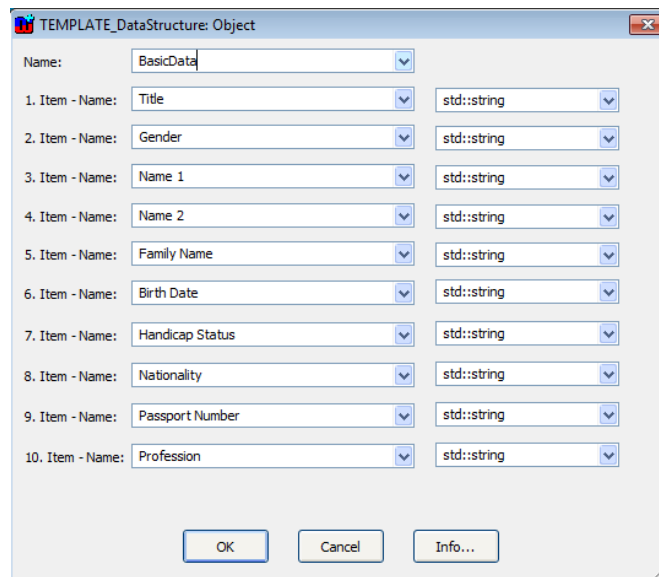 TEMPLATE_DataStructure: Object
Name: BasicData
1. Item - Name: Title std::string
2. Item - Name: Gender std::string
3. Item - Name: Name 1 std::string
4. Item - Name: Name 2 std::string
5. Item - Name: Family Name std::string
6. Item - Name: Birth Date std::string
7. Item - Name: Handicap Status std::string
8. Item - Name: Nationality std::string
9. Item - Name: Passport Number std::string
10. Item - Name: Profession std::string
OK Cancel Info...